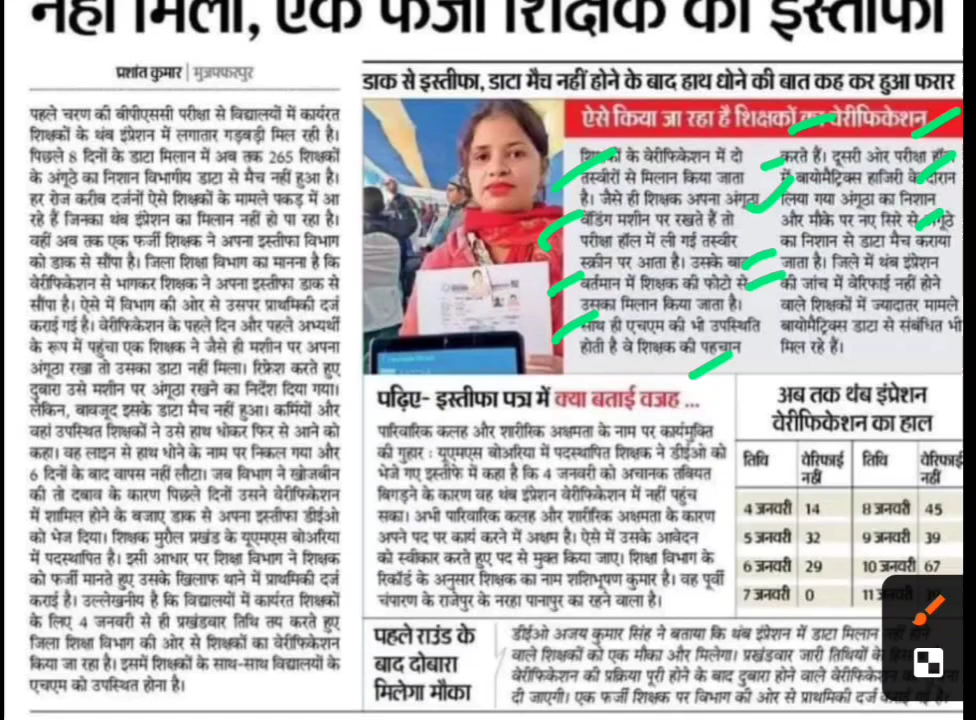 नहीं मिला, एक फर्जी शिक्षक का इस्तीफा
प्रशांत कुमार | मुजफ्फरपुर
पहले चरण की बीपीएससी परीक्षा से विद्यालयों में कार्यरत
शिक्षकों के थंब इंप्रेशन में लगातार गड़बड़ी मिल रही है।
पिछले 8 दिनों के डाटा मिलान में अब तक 265 शिक्षकों
के अंगूठे का निशान विभागीय डाटा से मैच नहीं हुआ है।
हर रोज करीब दर्जनों ऐसे शिक्षकों के मामले पकड़ में आ
रहे हैं जिनका थंब इंप्रेशन का मिलान नहीं हो पा रहा है।
वहीं अब तक एक फर्जी शिक्षक ने अपना इस्तीफा विभाग
को डाक से सौंपा है। जिला शिक्षा विभाग का मानना है कि
वेरीफिकेशन से भागकर शिक्षक ने अपना इस्तीफा डाक से
सौंपा है। ऐसे में विभाग की ओर से उसपर प्राथमिकी दर्ज
कराई गई है। वेरीफिकेशन के पहले दिन और पहले अभ्यर्थी
के रूप में पहुंचा एक शिक्षक ने जैसे ही मशीन पर अपना
अंगूठा रखा तो उसका डाटा नहीं मिला। रिफ्रेश करते हुए
दुबारा उसे मशीन पर अंगूठा रखने का निर्देश दिया गया।
लेकिन, बावजूद इसके डाटा मैच नहीं हुआ। कर्मियों और
वहां उपस्थित शिक्षकों ने उसे हाथ धोकर फिर से आने को
कहा। वह लाइन से हाथ धोने के नाम पर निकल गया और
6 दिनों के बाद वापस नहीं लौटा। जब विभाग ने खोजबीन
की तो दबाव के कारण पिछले दिनों उसने वेरीफिकेशन
में शामिल होने के बजाए डाक से अपना इस्तीफा डीईओ
को भेज दिया। शिक्षक मुरौल प्रखंड के यूएमएस बोअरिया
में पदस्थापित है। इसी आधार पर शिक्षा विभाग ने शिक्षक
को फर्जी मानते हुए उसके खिलाफ थाने में प्राथमिकी दर्ज
कराई है। उल्लेखनीय है कि विद्यालयों में कार्यरत शिक्षकों
के लिए 4 जनवरी से ही प्रखंडवार तिथि तय करते हुए
जिला शिक्षा विभाग की ओर से शिक्षकों का वेरीफिकेशन
किया जा रहा है। इसमें शिक्षकों के साथ-साथ विद्यालयों के
एचएम को उपस्थित होना है।
डाक से इस्तीफा, डाटा मैच नहीं होने के बाद हाथ धोने की बात कह कर हुआ फरार
ऐसे किया जा रहा है शिक्षकों का वेरीफिकेशन
शिक्षकों के वेरीफिकेशन में दो
तस्वीरों से मिलान किया जाता
है। जैसे ही शिक्षक अपना अंगूठा
बेंडिंग मशीन पर रखते हैं तो
परीक्षा हॉल में ली गई तस्वीर
स्क्रीन पर आता है। उसके बाद
वर्तमान में शिक्षक की फोटो से
उसका मिलान किया जाता है।
साथ ही एचएम की भी उपस्थिति
होती है वे शिक्षक की पहचान
करते हैं। दूसरी ओर परीक्षा हॉल
में बायोमैट्रिक्स हाजिरी के दौरान
लिया गया अंगूठा का निशान
और मौके पर नए सिरे से अंगूठे
का निशान से डाटा मैच कराया
जाता है। जिले में थंब इंप्रेशन
की जांच में वेरिफाई नहीं होने
वाले शिक्षकों में ज्यादातर मामले
बायोमैट्रिक्स डाटा से संबंधित भी
मिल रहे हैं।
पढ़िए- इस्तीफा पत्र में क्या बताई वजह ...
पारिवारिक कलह और शारीरिक अक्षमता के नाम पर कार्यमुक्ति
की गुहार : यूएमएस बोअरिया में पदस्थापित शिक्षक ने डीईओ को
भेजे गए इस्तीफे में कहा है कि 4 जनवरी को अचानक तबियत
बिगड़ने के कारण वह थंब इंप्रेशन वेरीफिकेशन में नहीं पहुंच
सका। अभी पारिवारिक कलह और शारीरिक अक्षमता के कारण
अपने पद पर कार्य करने में अक्षम है। ऐसे में उसके आवेदन
को स्वीकार करते हुए पद से मुक्त किया जाए। शिक्षा विभाग के
रिकॉर्ड के अनुसार शिक्षक का नाम शशिभूषण कुमार है। वह पूर्वी
चंपारण के राजेपुर के नरहा पानापुर का रहने वाला है।
अब तक थंब इंप्रेशन
वेरीफिकेशन का हाल
तिथि वेरिफाई नहीं तिथि वेरीफाई नहीं
4 जनवरी 14 8 जनवरी 45
5 जनवरी 32 9 जनवरी 39
6 जनवरी 29 10 जनवरी 67
7 जनवरी 0 11
पहले राउंड के
बाद दोबारा
मिलेगा मौका
डीईओ अजय कुमार सिंह ने बताया कि थंब इंप्रेशन में डाटा मिलान नहीं होने
वाले शिक्षकों को एक मौका और मिलेगा। प्रखंडवार जारी तिथियों के
वेरीफिकेशन की प्रक्रिया पूरी होने के बाद दुबारा होने वाले वेरीफिकेशन
दी जाएगी। एक फर्जी शिक्षक पर विभाग की ओर से प्राथमिकी दर्ज कराई गई है।